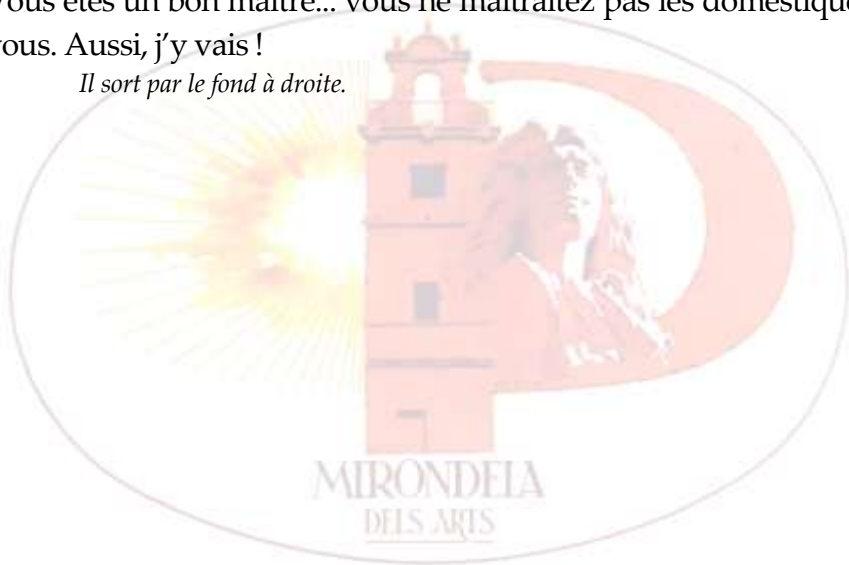 vous êtes un bon maître... vous ne maltraitez pas les domestique
vous. Aussi, j'y vais !
Il sort par le fond à droite.
MIRONDELA
DELS ARTS